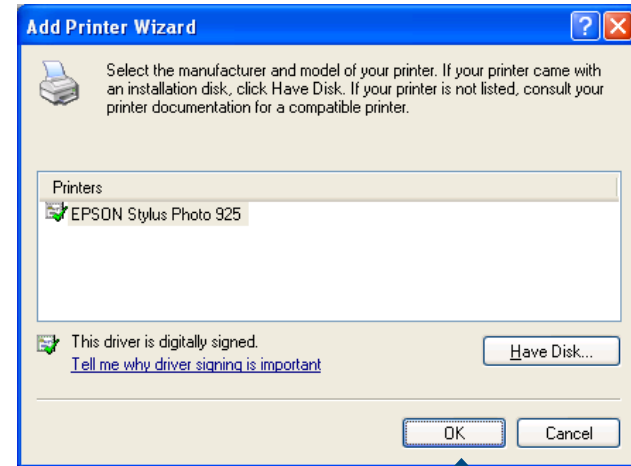 Add Printer Wizard
Select the manufacturer and model of your printer. If your printer came with
an installation disk, click Have Disk. If your printer is not listed, consult your
printer documentation for a compatible printer.
Printers
EPSON Stylus Photo 925
This driver is digitally signed.
Tell me why driver signing is important
Have Disk...
OK
Cancel